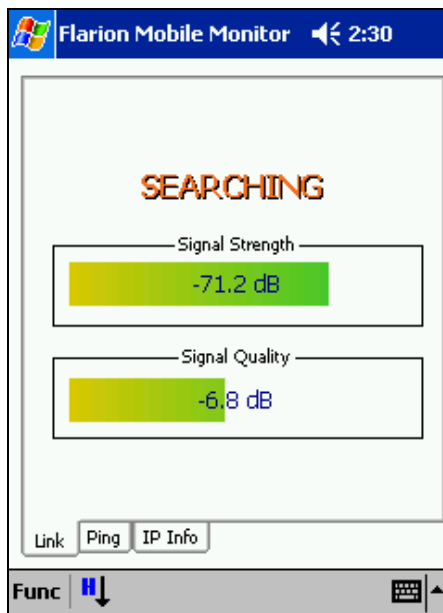 Flarion Mobile Monitor 2:30
SEARCHING
Signal Strength
-71.2 dB
Signal Quality
-6.8 dB
Link Ping IP Info
Func H